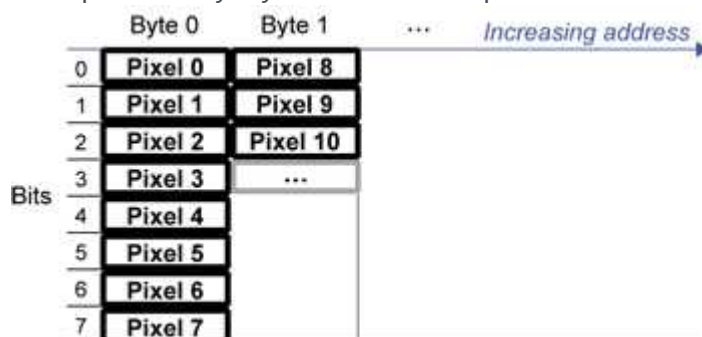 Byte 0 Byte 1 ... Increasing address
0 Pixel 0 Pixel 8
1 Pixel 1 Pixel 9
2 Pixel 2 Pixel 10
Bits 3 Pixel 3 ...
4 Pixel 4
5 Pixel 5
6 Pixel 6
7 Pixel 7